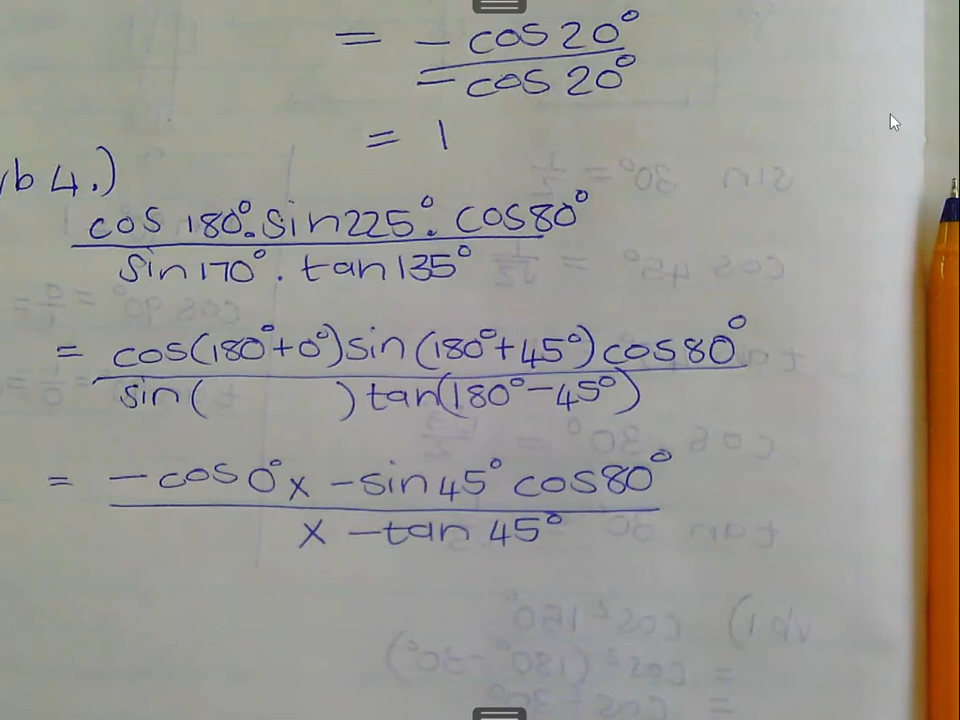 = - cos 20°
= cos 20°
= 1
vb 4.)
cos 180°. sin 225°. cos 80°
sin 170°. tan 135°
= cos(180°+0°) sin (180°+45°) cos 80°
sin( ) tan(180°-45°)
= - cos 0° x - sin 45° cos 80°
x - tan 45°